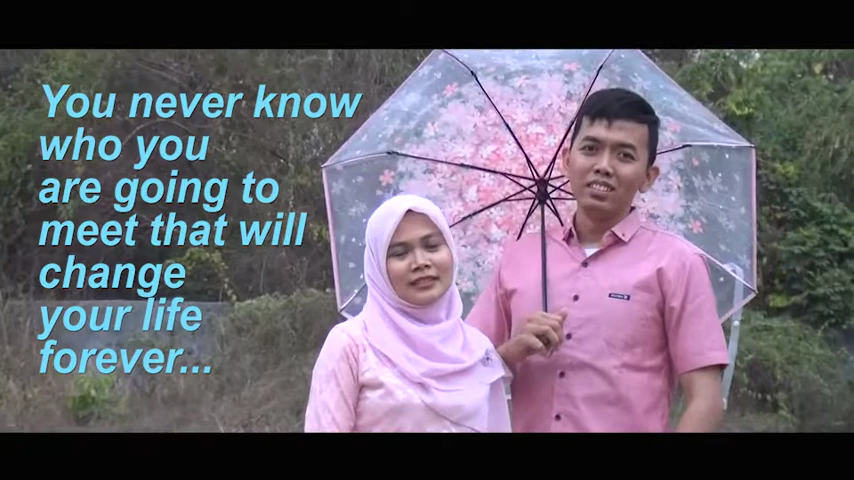 You never know
who you
are going to
meet that will
change
your life
forever...